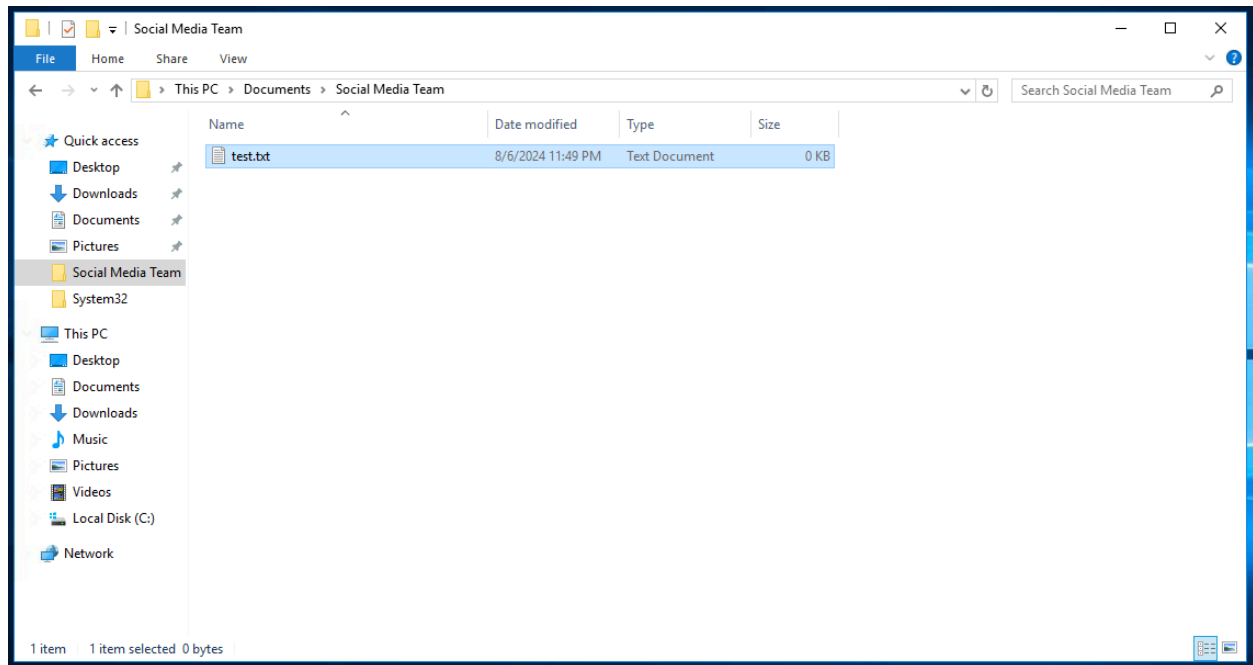 Social Media Team
File Home Share View
This PC > Documents > Social Media Team
Search Social Media Team
Name Date modified Type Size
test.txt 8/6/2024 11:49 PM Text Document 0 KB
Quick access
Desktop
Downloads
Documents
Pictures
Social Media Team
System32
This PC
Desktop
Documents
Downloads
Music
Pictures
Videos
Local Disk (C:)
Network
1 item 1 item selected 0 bytes